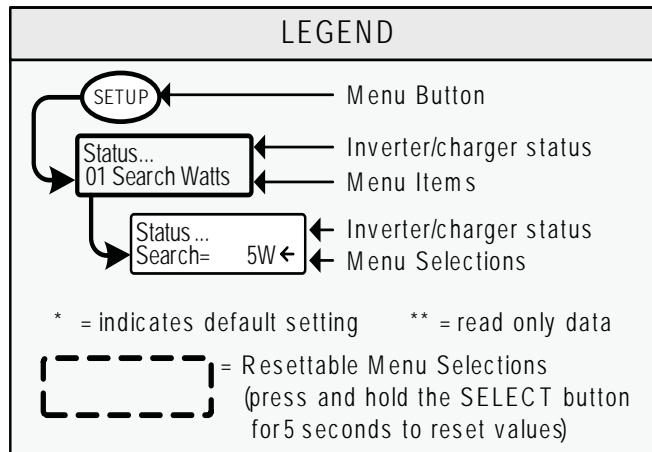 LEGEND
SETUP
Menu Button
Status...
Inverter/charger status
01 Search Watts
Menu Items
Status...
Inverter/charger status
Search= 5W ←
Menu Selections
* = indicates default setting ** = read only data
= Resettable Menu Selections
(press and hold the SELECT button
for 5 seconds to reset values)